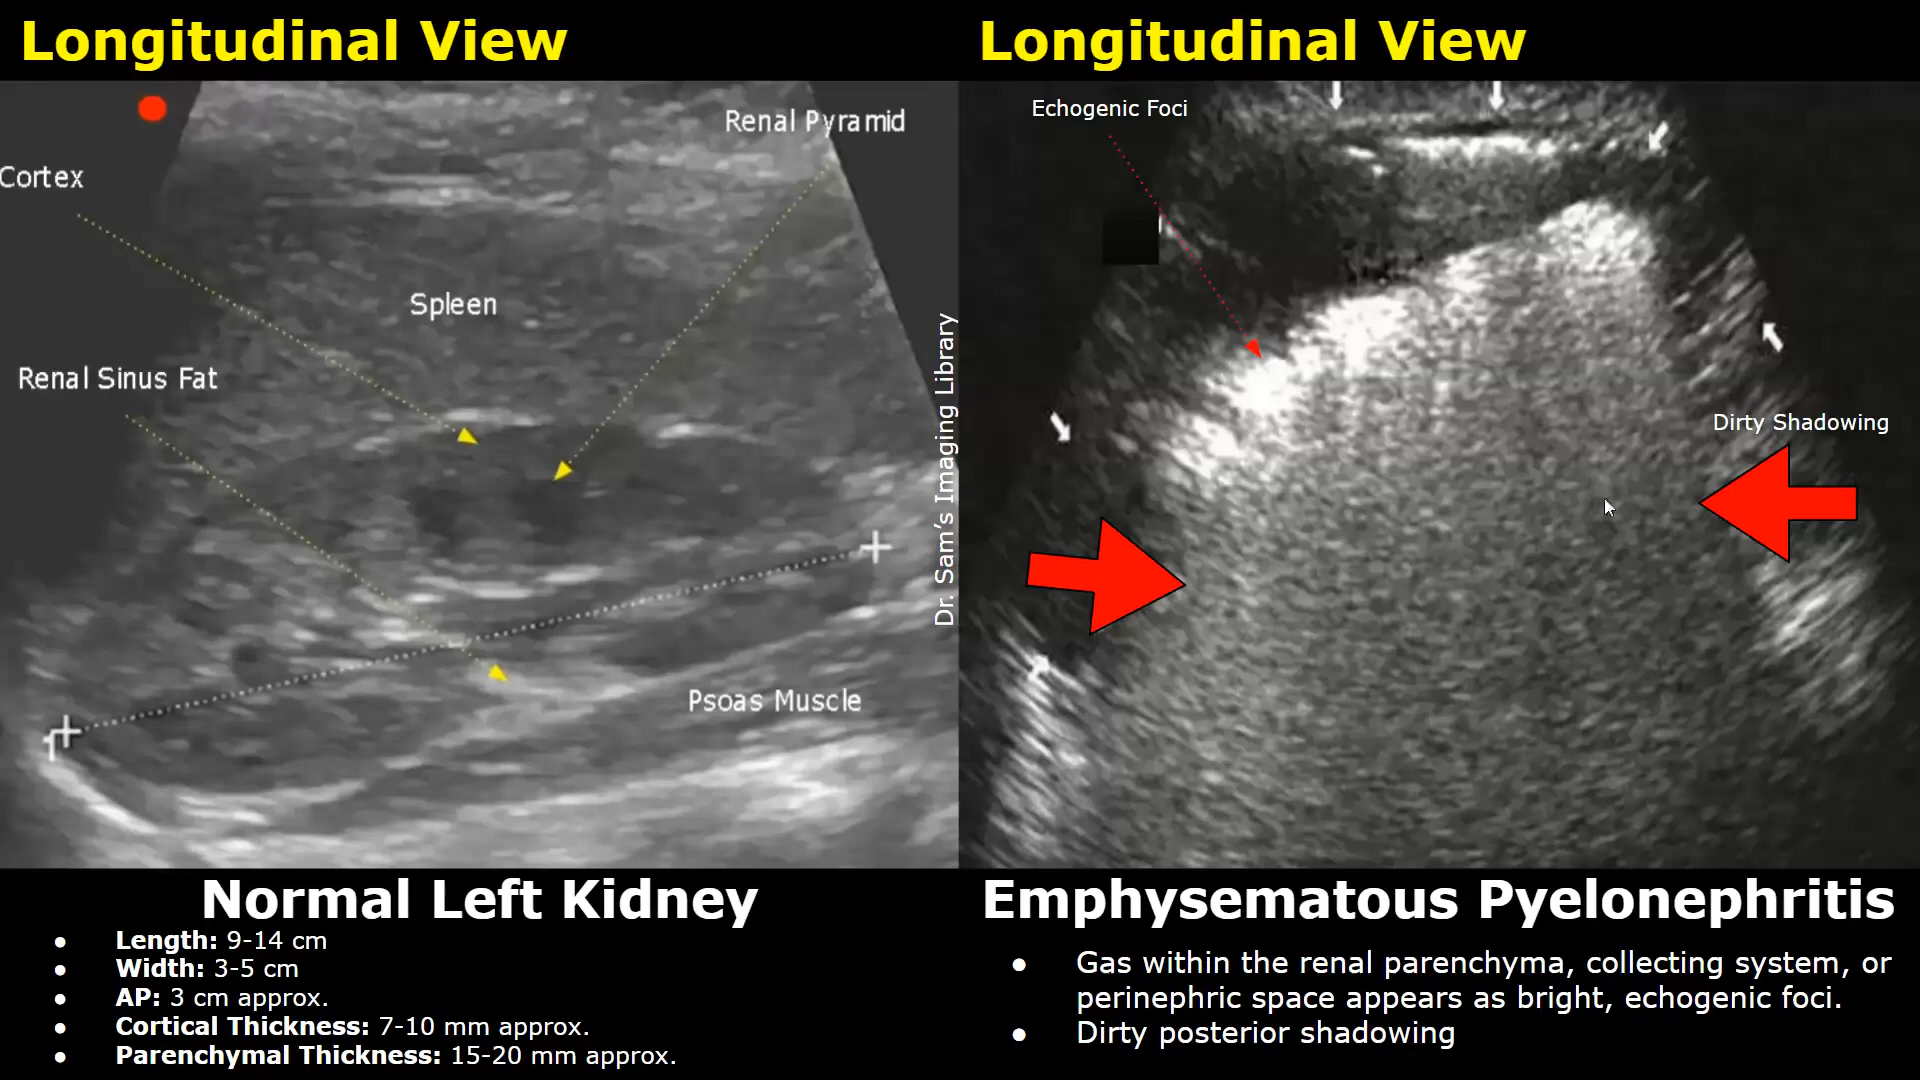 Longitudinal View
Longitudinal View
Cortex
Renal Pyramid
Spleen
Renal Sinus Fat
Psoas Muscle
Dr. Sam's Imaging Library
Echogenic Foci
Dirty Shadowing
Normal Left Kidney
● Length: 9-14 cm
● Width: 3-5 cm
● AP: 3 cm approx.
● Cortical Thickness: 7-10 mm approx.
● Parenchymal Thickness: 15-20 mm approx.
Emphysematous Pyelonephritis
● Gas within the renal parenchyma, collecting system, or
perinephric space appears as bright, echogenic foci.
● Dirty posterior shadowing